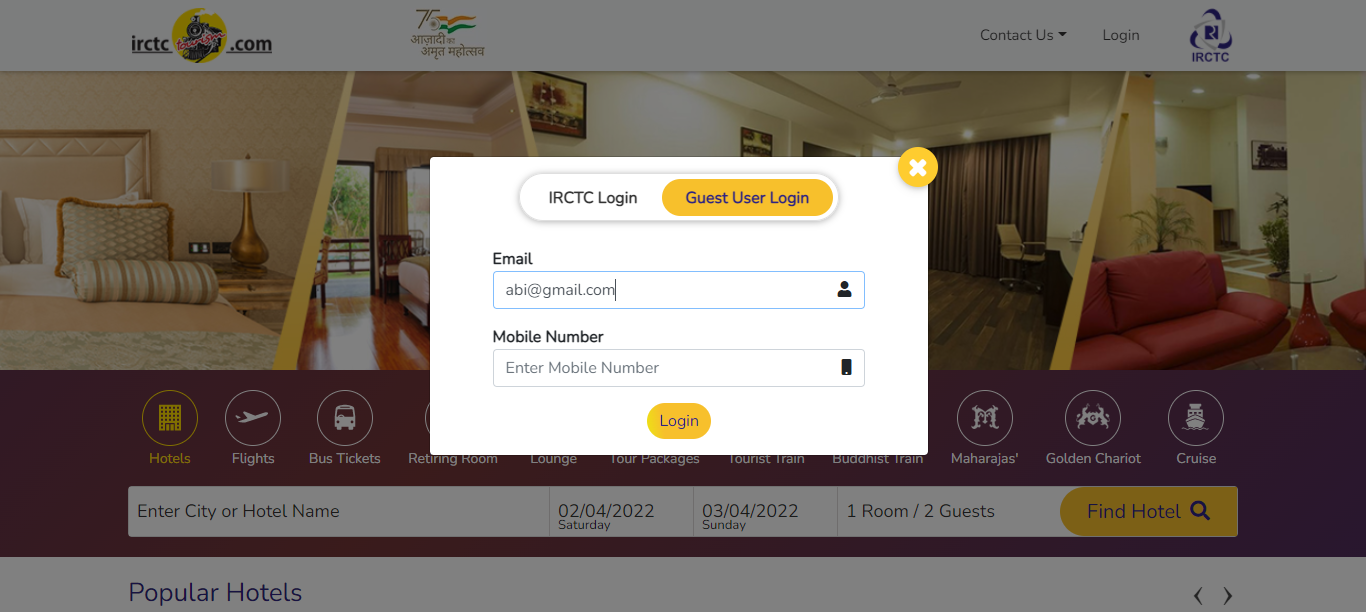 irctc tourism .com
75
आज़ादी का
अमृत महोत्सव
Contact Us
Login
IRCTC
IRCTC Login
Guest User Login
Email
abi@gmail.com
Mobile Number
Enter Mobile Number
Login
Hotels
Flights
Bus Tickets
Retiring Room
Lounge
Tour Packages
Tourist Train
Buddhist Train
Maharajas'
Golden Chariot
Cruise
Enter City or Hotel Name
02/04/2022
Saturday
03/04/2022
Sunday
1 Room / 2 Guests
Find Hotel
Popular Hotels